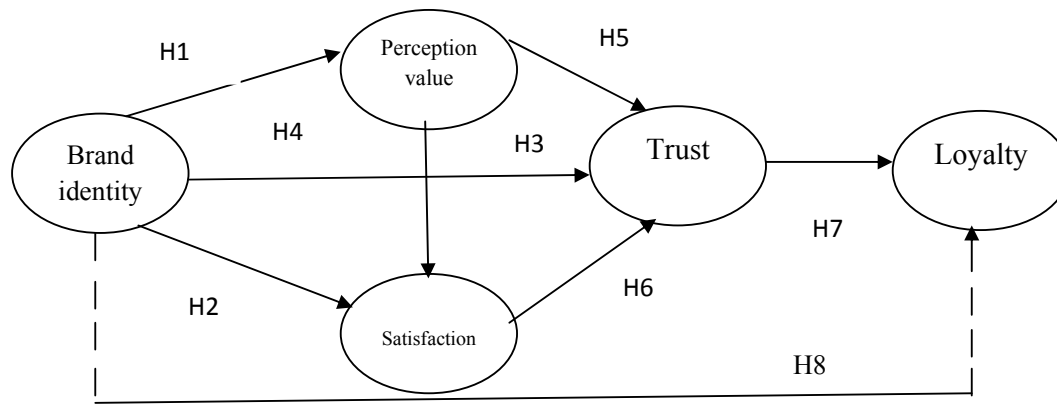 H1
Perception
value
H5
H4
H3
Brand
identity
Trust
Loyalty
H7
H2
H6
Satisfaction
H8